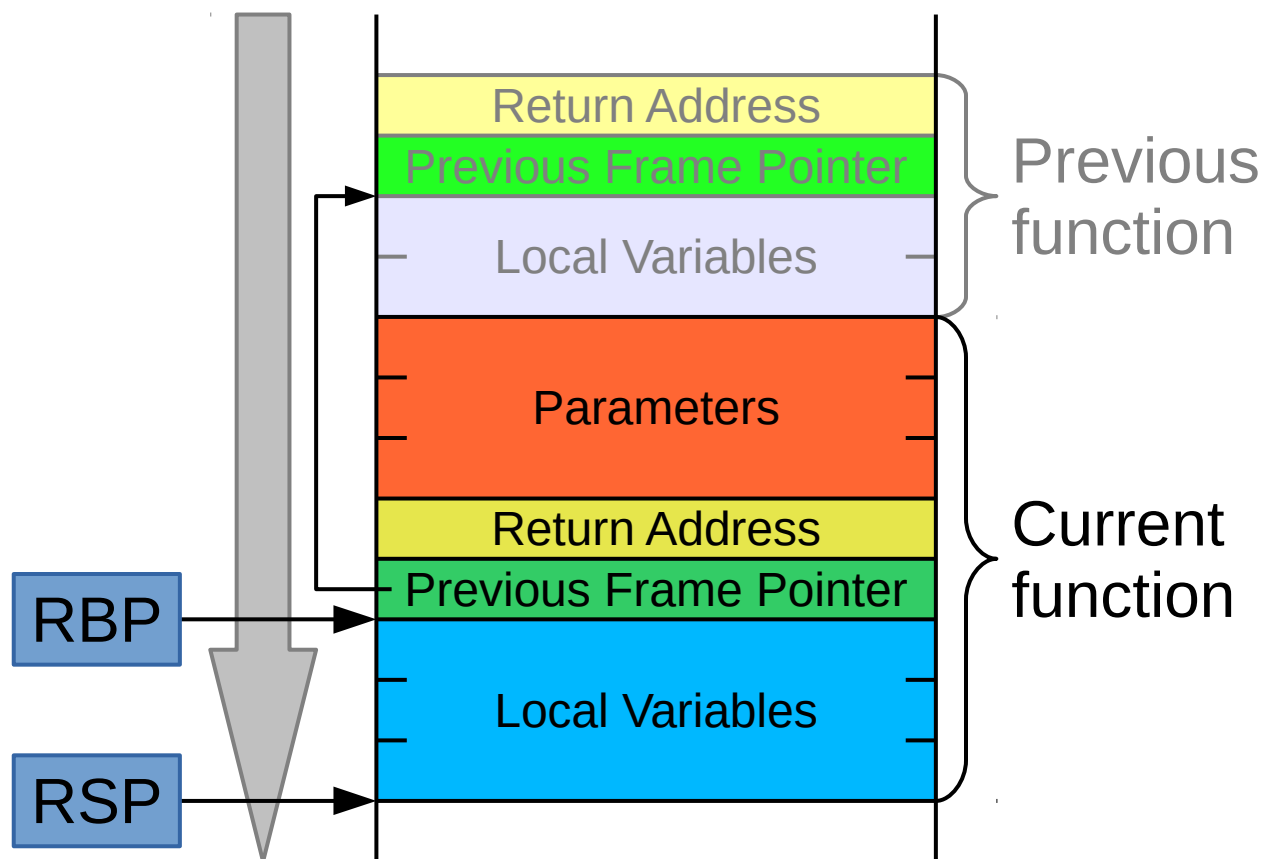 Return Address
Previous Frame Pointer
Local Variables
Previous
function
Parameters
Return Address
Previous Frame Pointer
Local Variables
Current
function
RBP
RSP